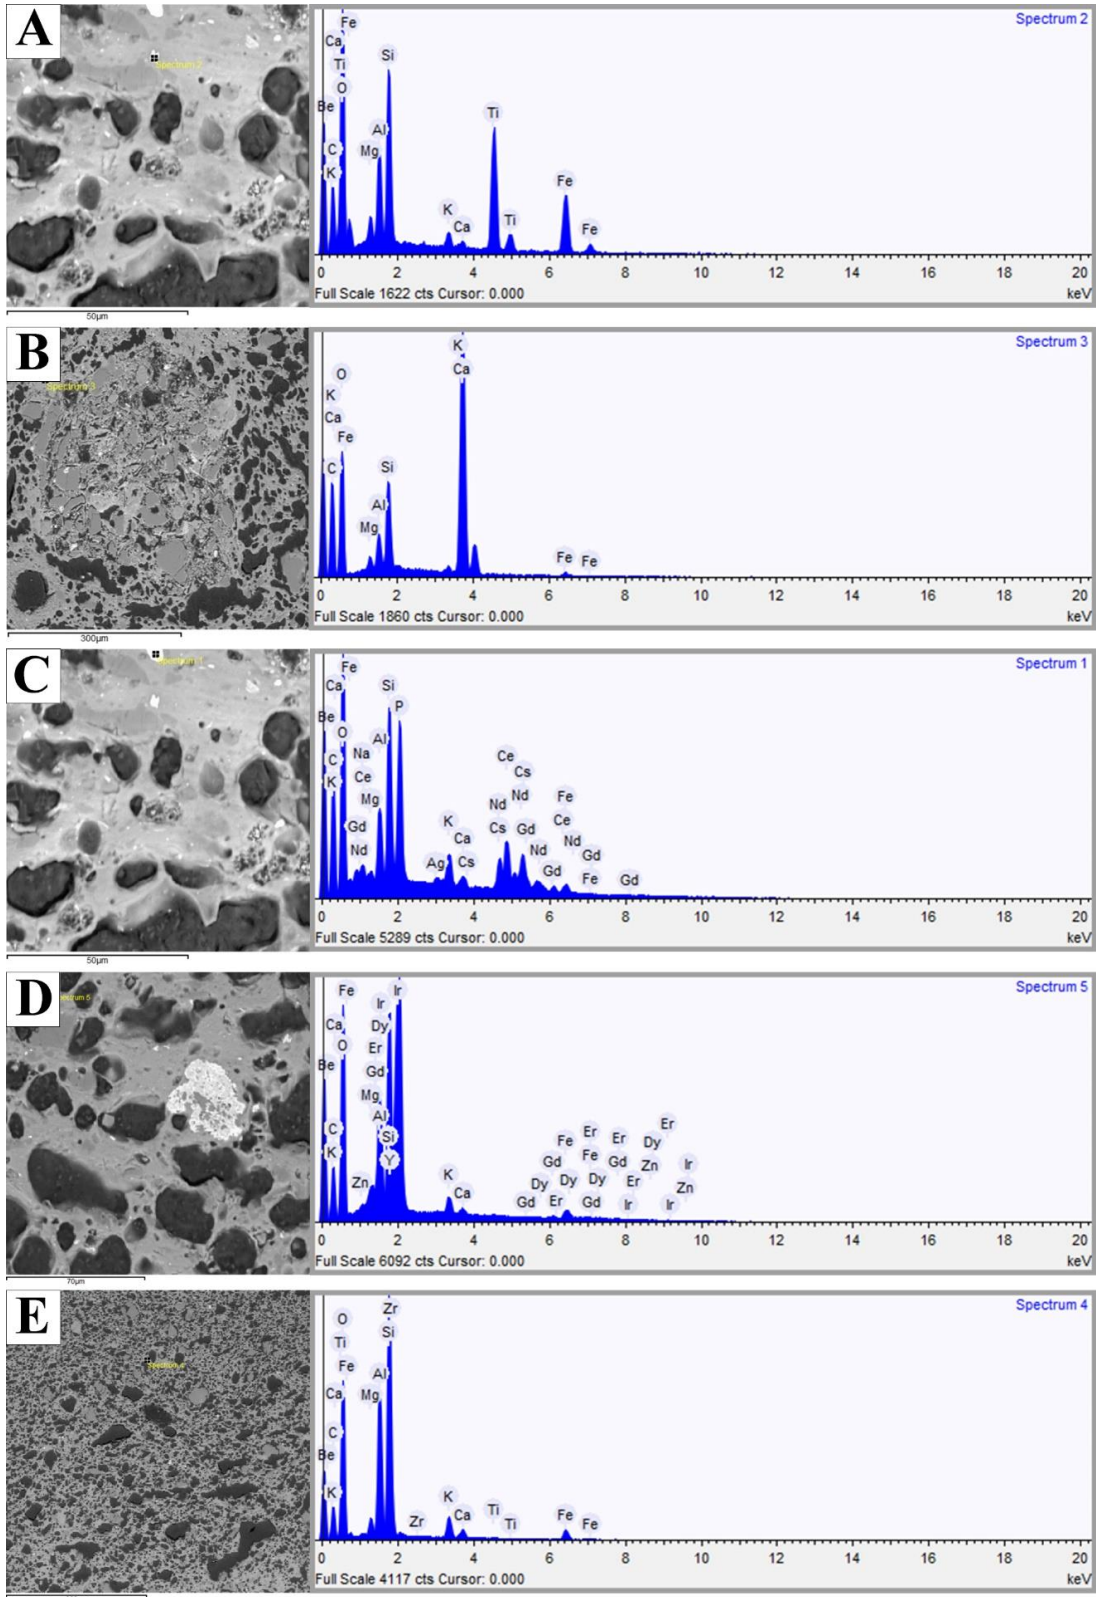 A
Spectrum 2
Spectrum 2
Fe
Ca
Si
Ti
O
Be
Ti
Al
C
Mg
K
Fe
K
Ti
Ca
Fe
0 2 4 6 8 10 12 14 16 18 20
Full Scale 1622 cts Cursor: 0.000 keV
50µm
B
Spectrum 3
Spectrum 3
K
Ca
O
K
Ca
Fe
C
Si
Al
Mg
Fe
Fe
0 2 4 6 8 10 12 14 16 18 20
Full Scale 1860 cts Cursor: 0.000 keV
300µm
C
Spectrum 1
Spectrum 1
Fe
Ca
Si
P
Be
O
Al
Na
C
Ce
K
Mg
Gd
Nd
Ce
Cs
Nd
Nd
Fe
K
Cs
Gd
Ce
Ca
Nd
Nd
Ag
Cs
Gd
Gd
Fe
Gd
0 2 4 6 8 10 12 14 16 18 20
Full Scale 5289 cts Cursor: 0.000 keV
50µm
D
Spectrum 5
Fe
Ir
Ir
Ca
Dy
O
Er
Be
Gd
Mg
Al
C
Si
K
Y
Zn
K
Ca
Er
Er
Er
Fe
Dy
Fe
Gd
Gd
Zn
Ir
Dy
Dy
Dy
Er
Zn
Gd
Er
Gd
Ir
Ir
0 2 4 6 8 10 12 14 16 18 20
Full Scale 6092 cts Cursor: 0.000 keV
70µm
E
Spectrum 4
Zr
O
Si
Ti
Fe
Al
Ca
Mg
C
Be
K
K
Zr
Ca
Ti
Ti
Fe
Fe
0 2 4 6 8 10 12 14 16 18 20
Full Scale 4117 cts Cursor: 0.000 keV